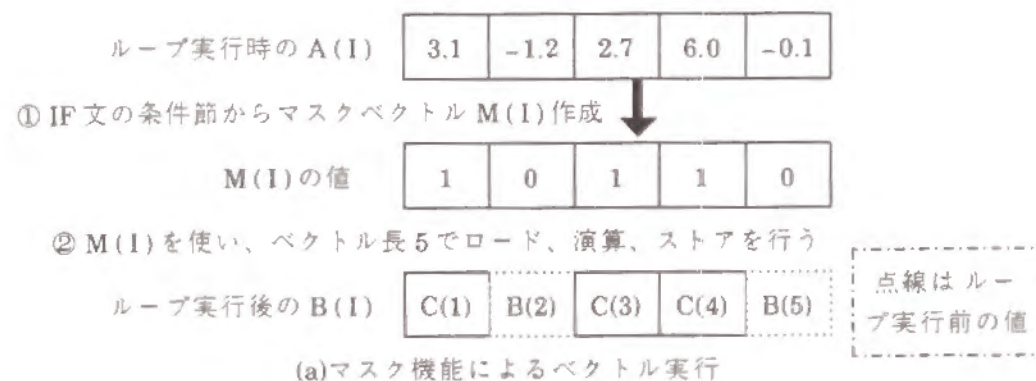 ループ実行時の A(I) 3.1 −1.2 2.7 6.0 −0.1
① IF 文の条件節からマスクベクトル M(I)作成
M(I)の値 1 0 1 1 0
② M(I)を使い、ベクトル長5でロード、演算、ストアを行う
ループ実行後の B(I) C(1) B(2) C(3) C(4) B(5)
点線はルー
プ実行前の値
(a)マスク機能によるベクトル実行